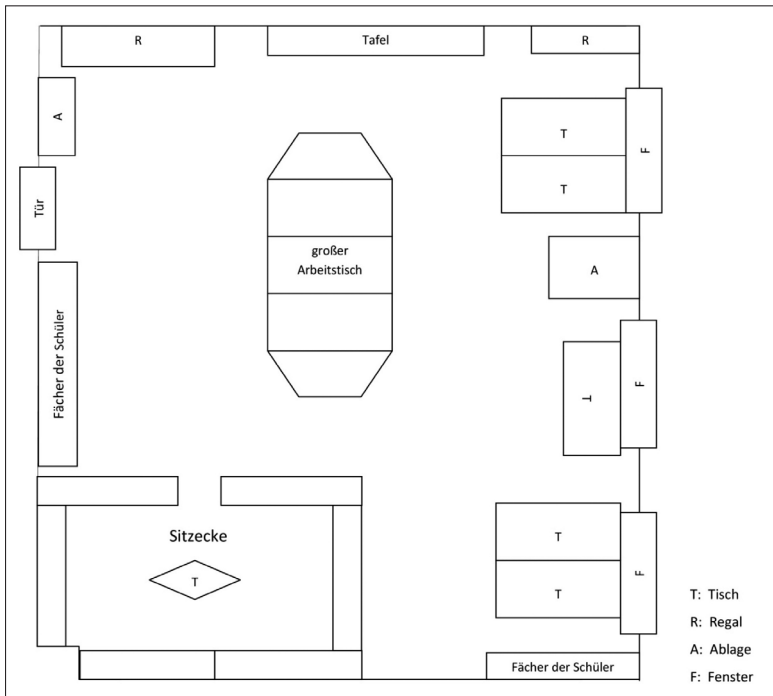 R
Tafel
R
A
T
F
T
Tür
großer
Arbeitstisch
A
Fächer der Schüler
T
F
Sitzecke
T
T
F
T
T: Tisch
R: Regal
A: Ablage
Fächer der Schüler
F: Fenster